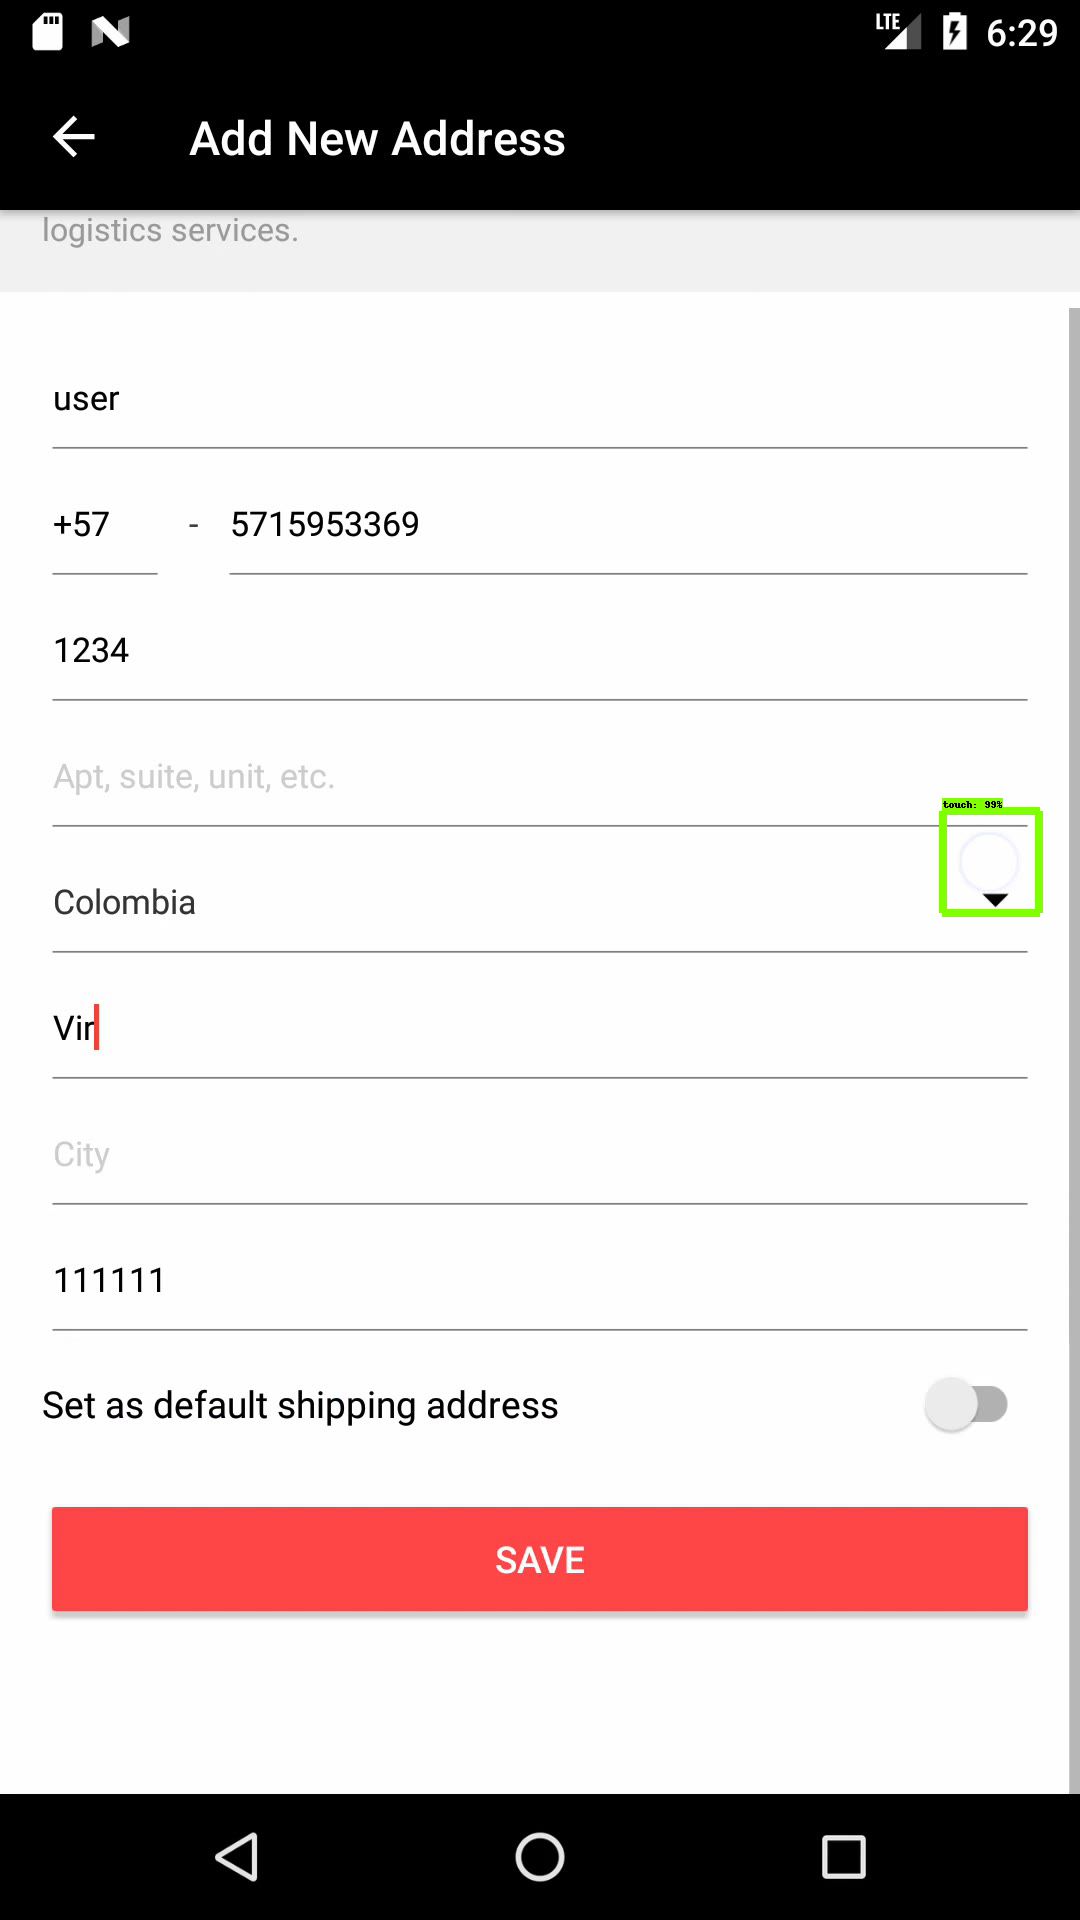 LTE 6:29
Add New Address
logistics services.
user
+57 - 5715953369
1234
Apt, suite, unit, etc.
touch: 99%
Colombia
Vir
City
111111
Set as default shipping address
SAVE